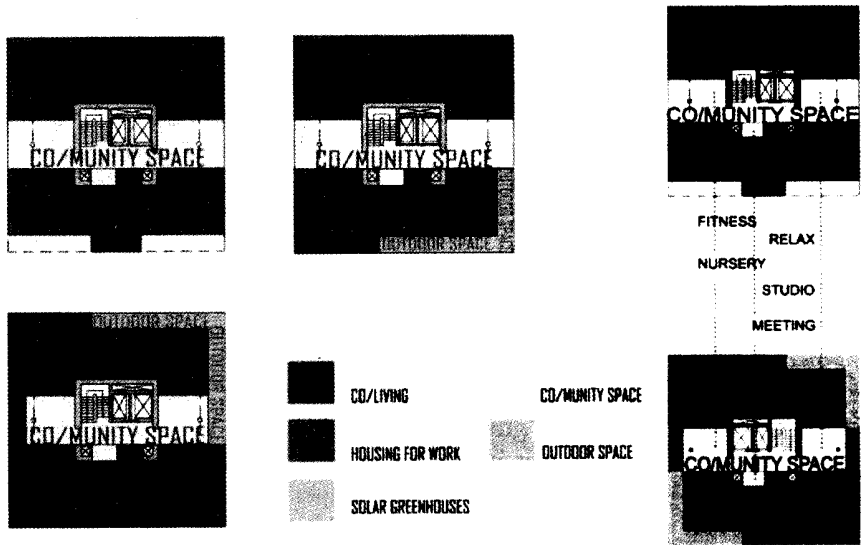 CO/MUNITY SPACE
CO/MUNITY SPACE
OUTDOOR SPACE
CO/MUNITY SPACE
FITNESS
RELAX
NURSERY
STUDIO
MEETING
OUTDOOR SPACE
CO/MUNITY SPACE
CO/LIVING
HOUSING FOR WORK
SOLAR GREENHOUSES
CO/MUNITY SPACE
OUTDOOR SPACE
CO/MUNITY SPACE